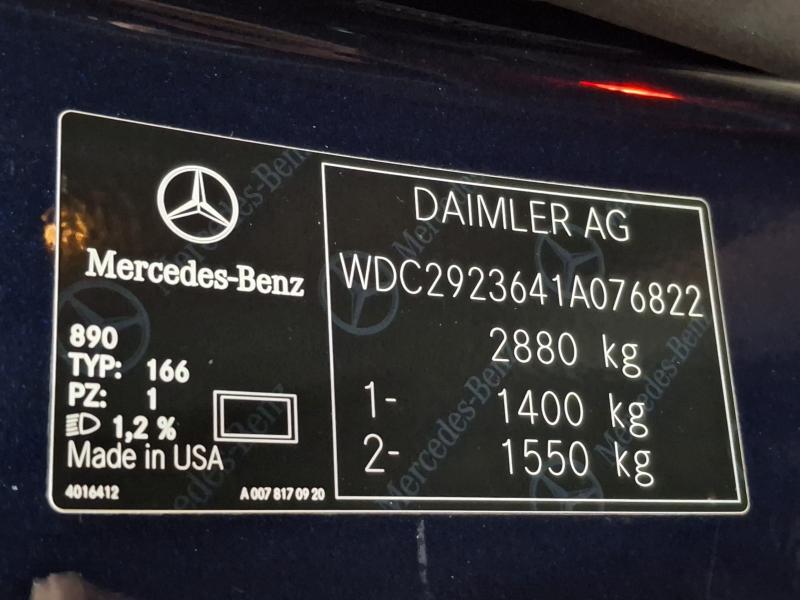 Mercedes-Benz
890
TYP: 166
PZ: 1
1,2 %
Made in USA
4016412
A 007 817 09 20
DAIMLER AG
WDC2923641A076822
2880 kg
1- 1400 kg
2- 1550 kg